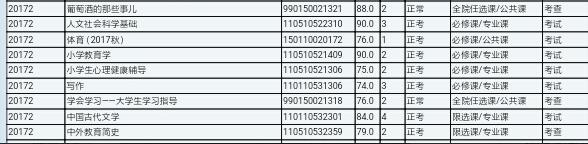 20172 葡萄酒的那些事儿 990150021321 88.0 2 正常 全院任选课/公共课 考查
20172 人文社会科学基础 110510522310 90.0 3 正考 必修课/专业课 考试
20172 体育(2017秋) 150110020172 76.0 1 正考 必修课/公共课 考试
20172 小学教育学 110510521409 90.0 2 正考 必修课/专业课 考试
20172 小学生心理健康辅导 110510521306 75.0 2 正考 必修课/专业课 考试
20172 写作 110110531306 74.0 3 正考 必修课/专业课 考试
20172 学会学习——大学生学习指导 990150021318 76.0 2 正常 全院任选课/公共课 考查
20172 中国古代文学 110110532301 84.0 4 正考 限选课/专业课 考试
20172 中外教育简史 110510532359 79.0 2 正考 限选课/专业课 考查